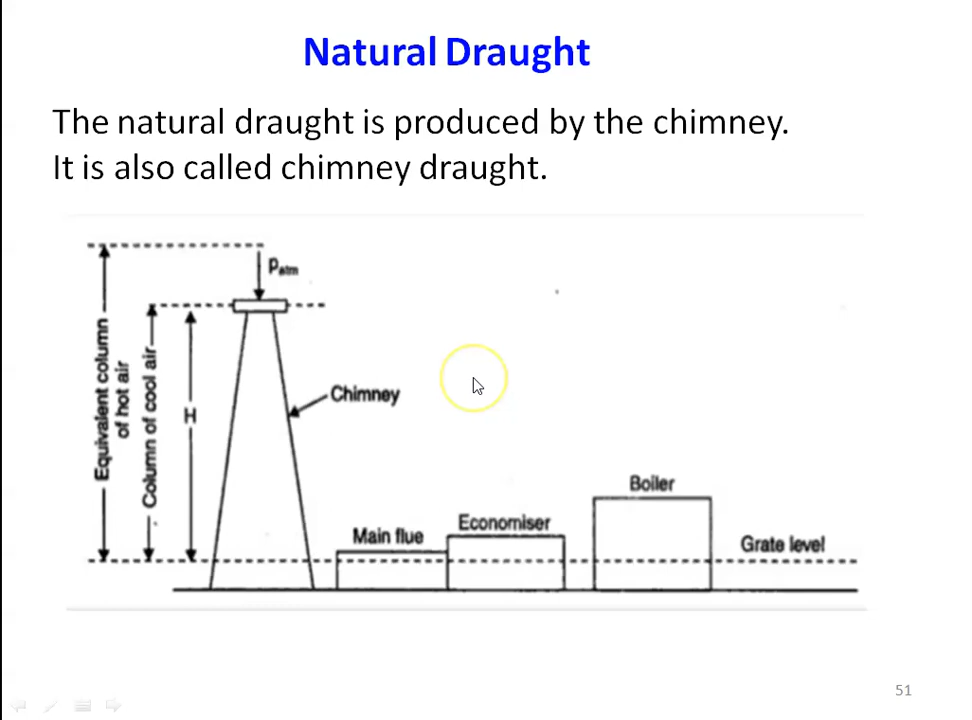 Natural Draught
The natural draught is produced by the chimney.
It is also called chimney draught.
Patm
Equivalent column
of hot air
Column of cool air
H
Chimney
Main flue
Economiser
Boiler
Grate level
51